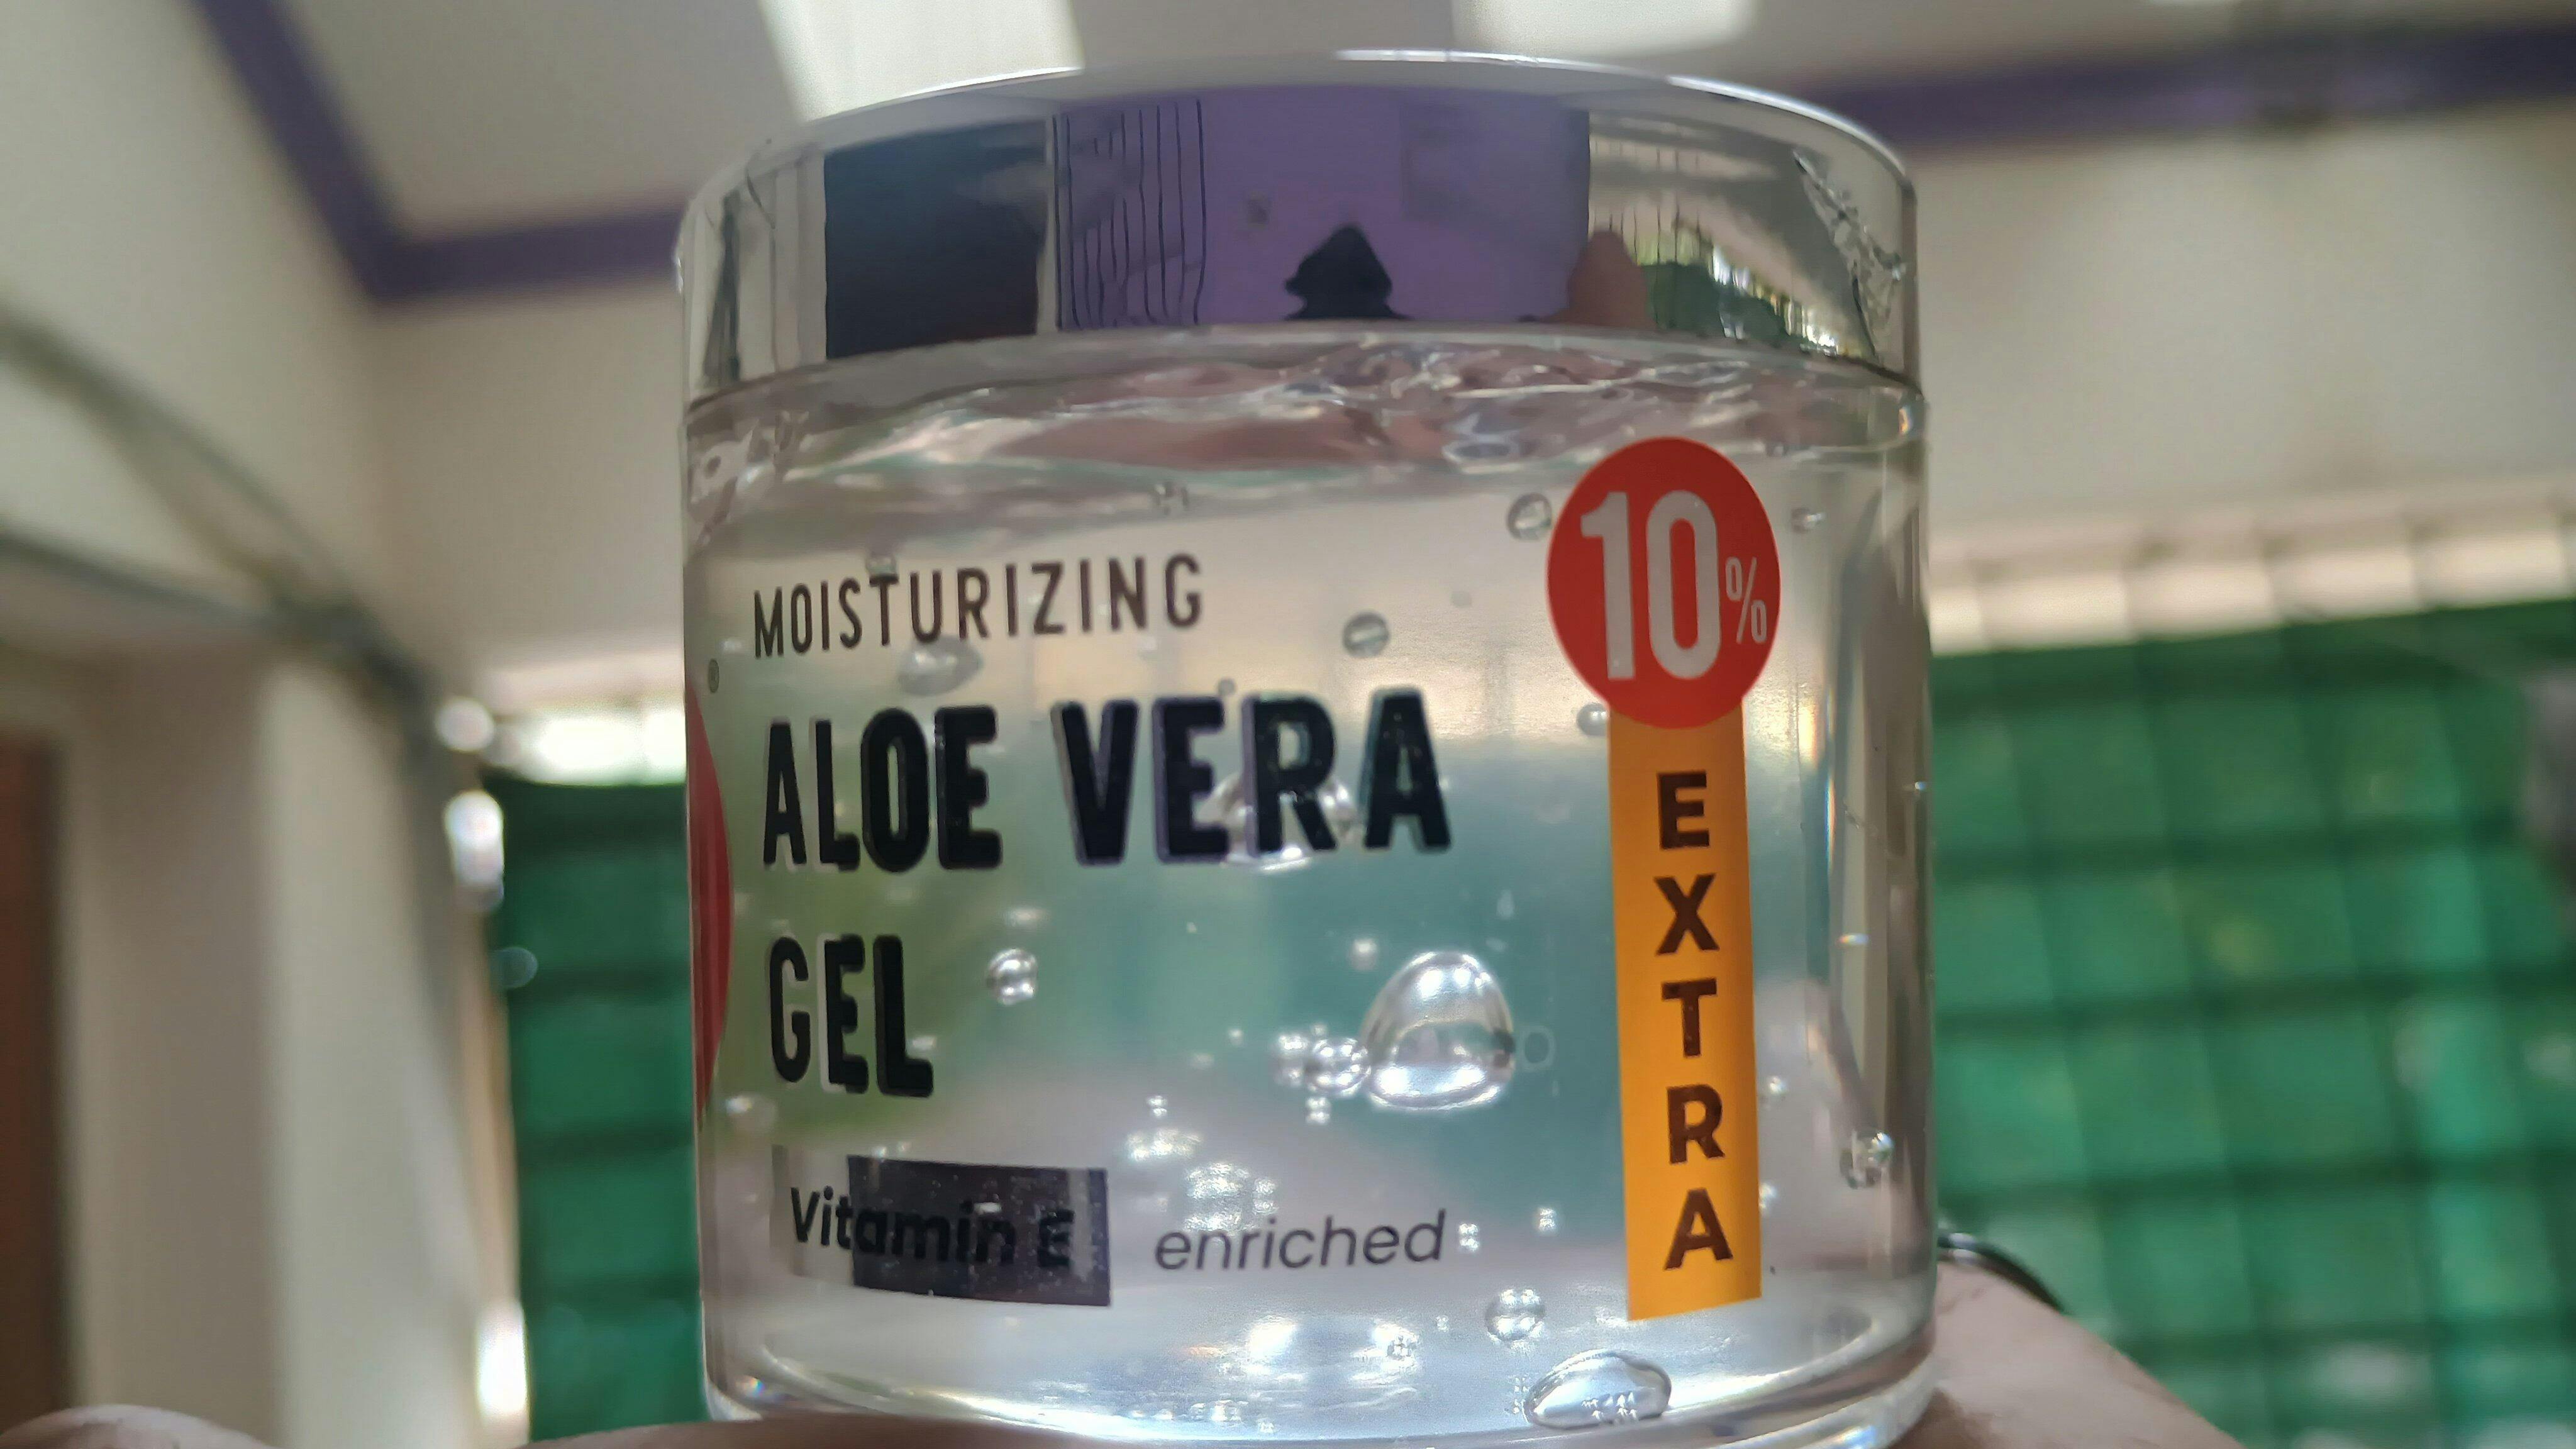 MOISTURIZING
ALOE VERA
GEL
Vitamin E enriched
10%
EXTRA